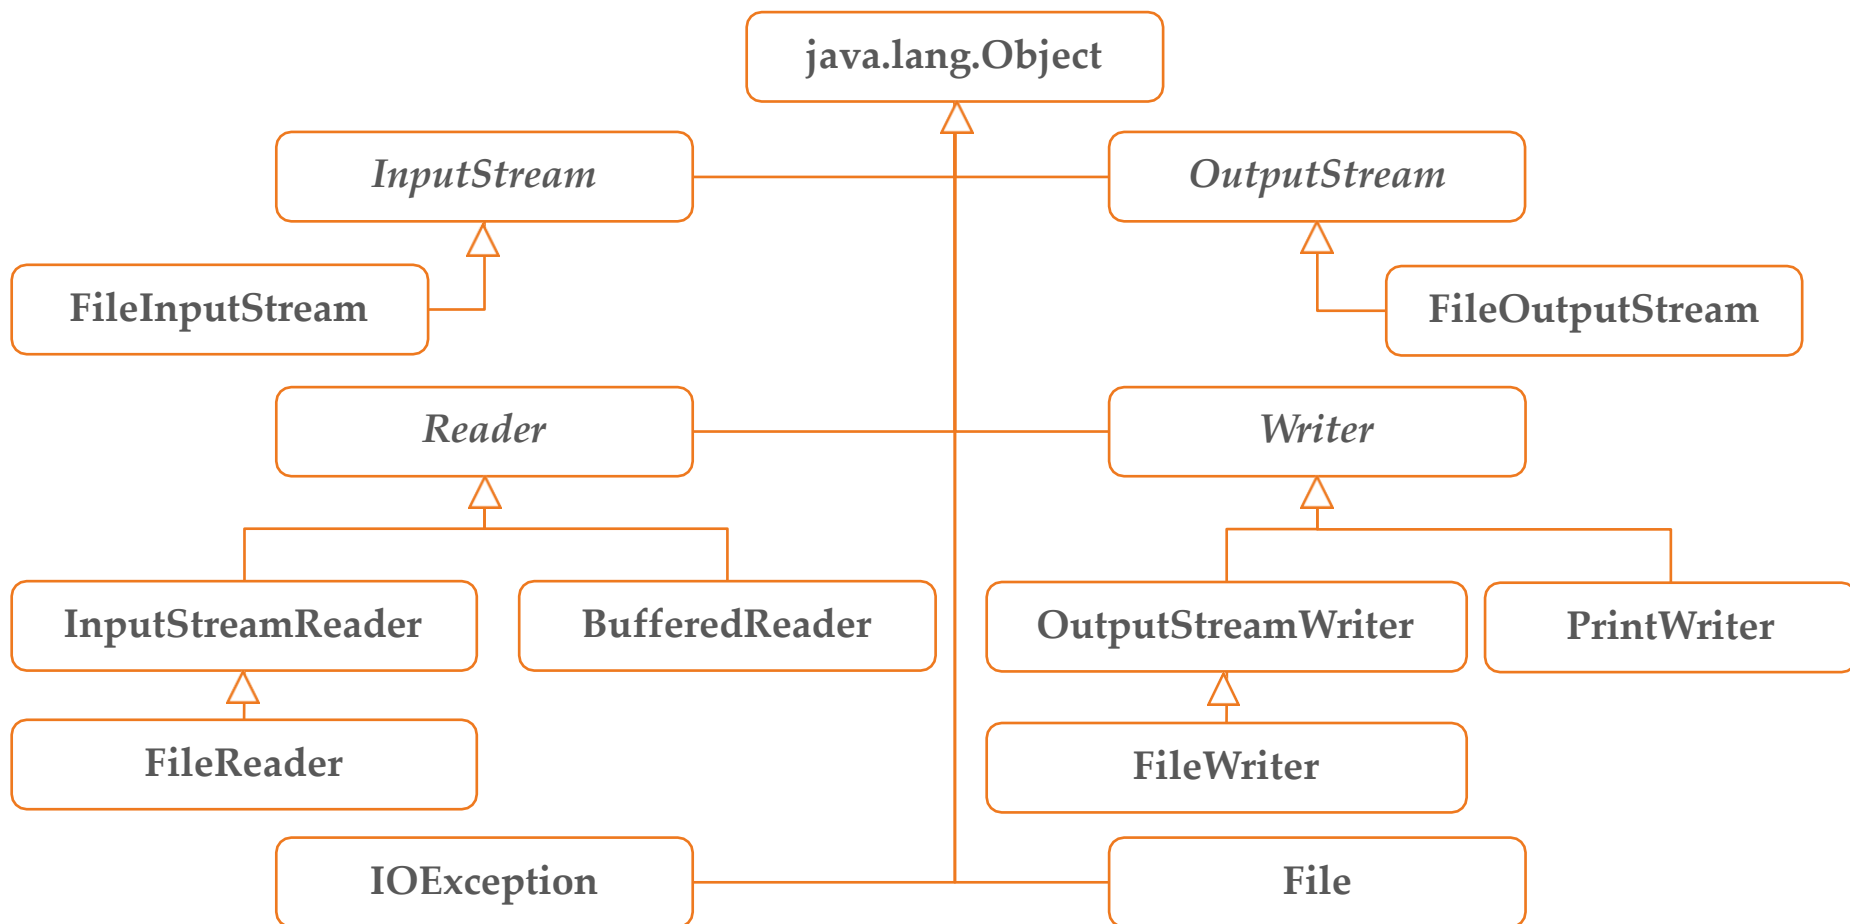 java.lang.Object
InputStream
OutputStream
FileInputStream
FileOutputStream
Reader
Writer
InputStreamReader
BufferedReader
OutputStreamWriter
PrintWriter
FileReader
FileWriter
IOException
File